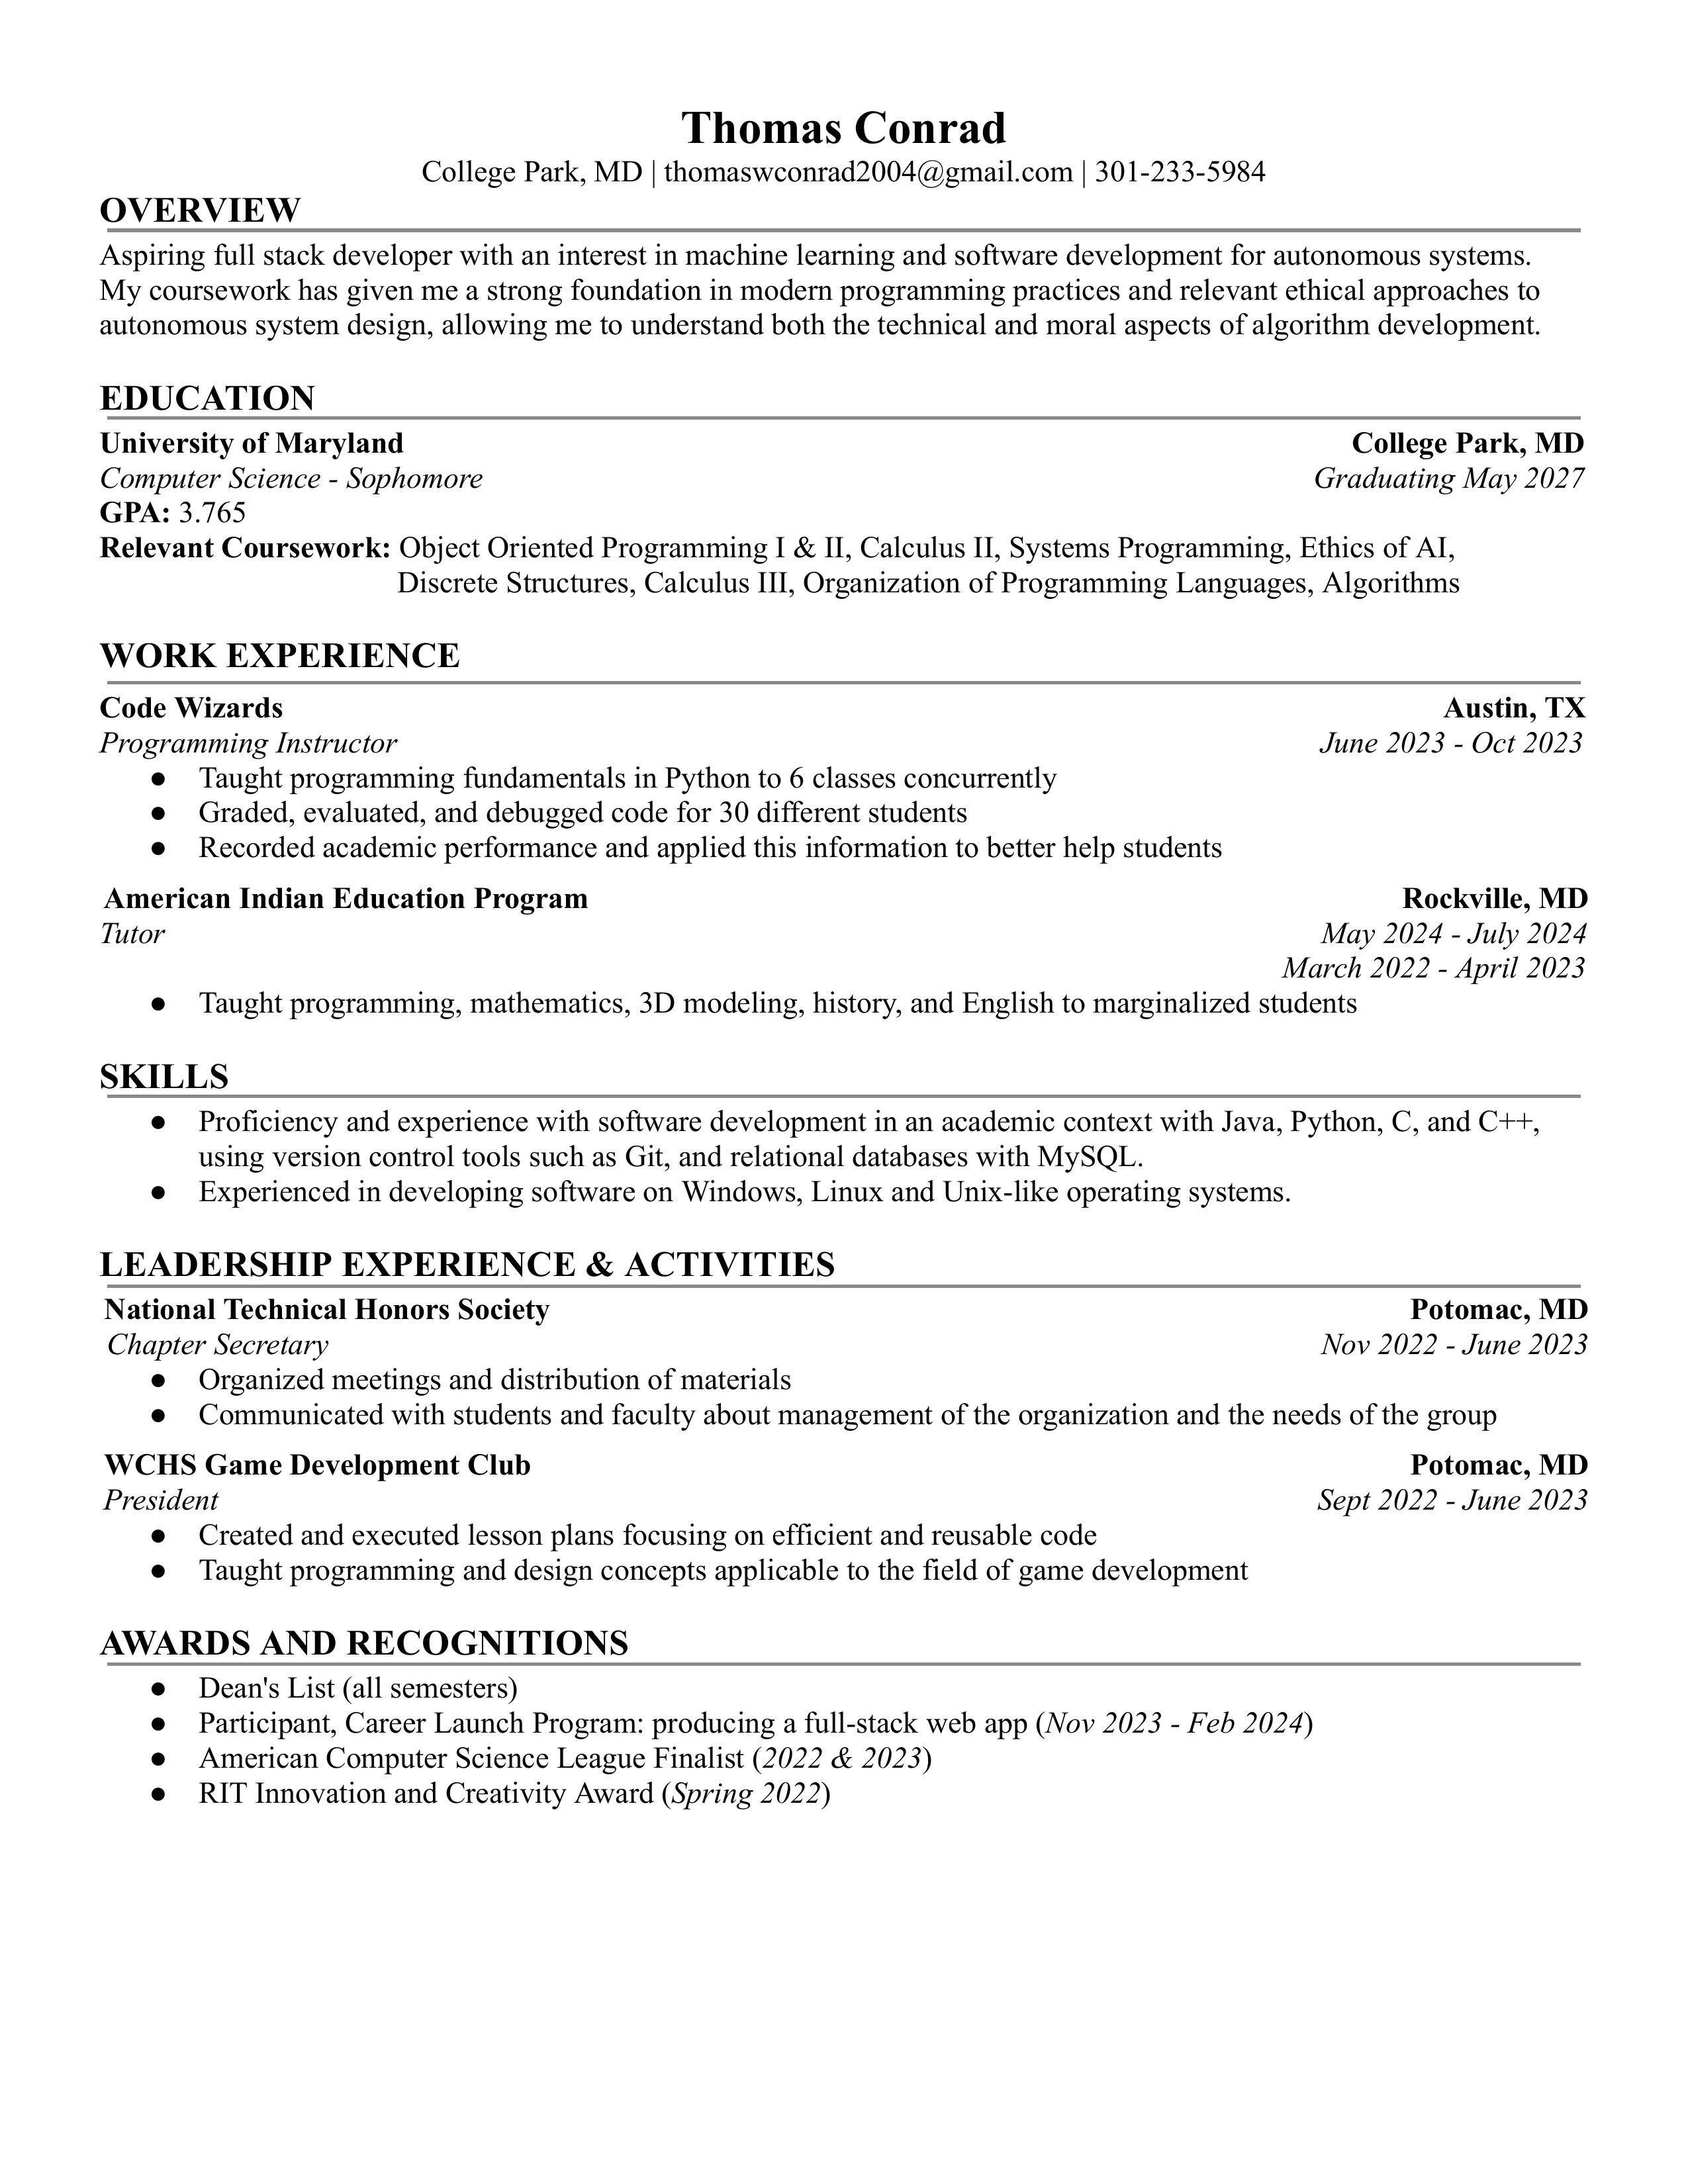 Thomas Conrad
College Park, MD | thomaswconrad2004@gmail.com | 301-233-5984
OVERVIEW
Aspiring full stack developer with an interest in machine learning and software development for autonomous systems.
My coursework has given me a strong foundation in modern programming practices and relevant ethical approaches to
autonomous system design, allowing me to understand both the technical and moral aspects of algorithm development.
EDUCATION
University of Maryland College Park, MD
Computer Science - Sophomore Graduating May 2027
GPA: 3.765
Relevant Coursework: Object Oriented Programming I & II, Calculus II, Systems Programming, Ethics of AI,
Discrete Structures, Calculus III, Organization of Programming Languages, Algorithms
WORK EXPERIENCE
Code Wizards Austin, TX
Programming Instructor June 2023 - Oct 2023
● Taught programming fundamentals in Python to 6 classes concurrently
● Graded, evaluated, and debugged code for 30 different students
● Recorded academic performance and applied this information to better help students
American Indian Education Program Rockville, MD
Tutor May 2024 - July 2024
March 2022 - April 2023
● Taught programming, mathematics, 3D modeling, history, and English to marginalized students
SKILLS
● Proficiency and experience with software development in an academic context with Java, Python, C, and C++,
using version control tools such as Git, and relational databases with MySQL.
● Experienced in developing software on Windows, Linux and Unix-like operating systems.
LEADERSHIP EXPERIENCE & ACTIVITIES
National Technical Honors Society Potomac, MD
Chapter Secretary Nov 2022 - June 2023
● Organized meetings and distribution of materials
● Communicated with students and faculty about management of the organization and the needs of the group
WCHS Game Development Club Potomac, MD
President Sept 2022 - June 2023
● Created and executed lesson plans focusing on efficient and reusable code
● Taught programming and design concepts applicable to the field of game development
AWARDS AND RECOGNITIONS
● Dean's List (all semesters)
● Participant, Career Launch Program: producing a full-stack web app (Nov 2023 - Feb 2024)
● American Computer Science League Finalist (2022 & 2023)
● RIT Innovation and Creativity Award (Spring 2022)